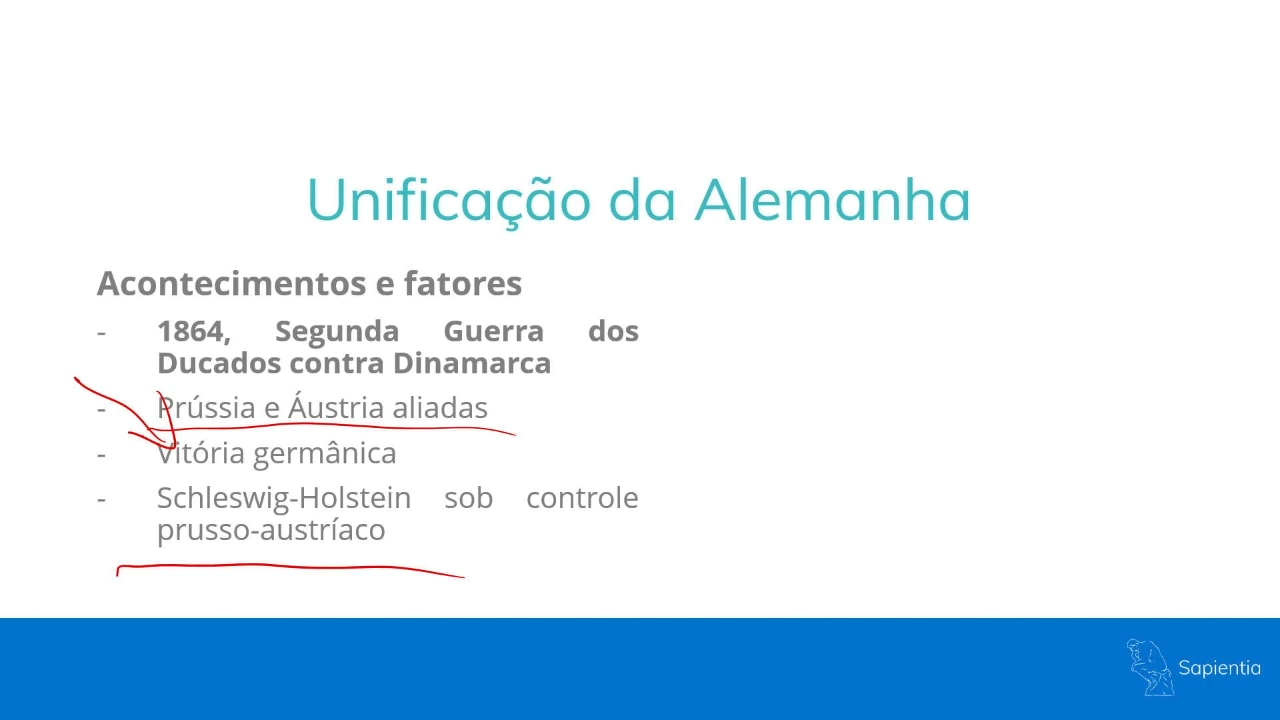 Unificação da Alemanha
Acontecimentos e fatores
- 1864, Segunda Guerra dos
Ducados contra Dinamarca
- Prússia e Áustria aliadas
- Vitória germânica
- Schleswig-Holstein sob controle
prusso-austríaco
Sapientia